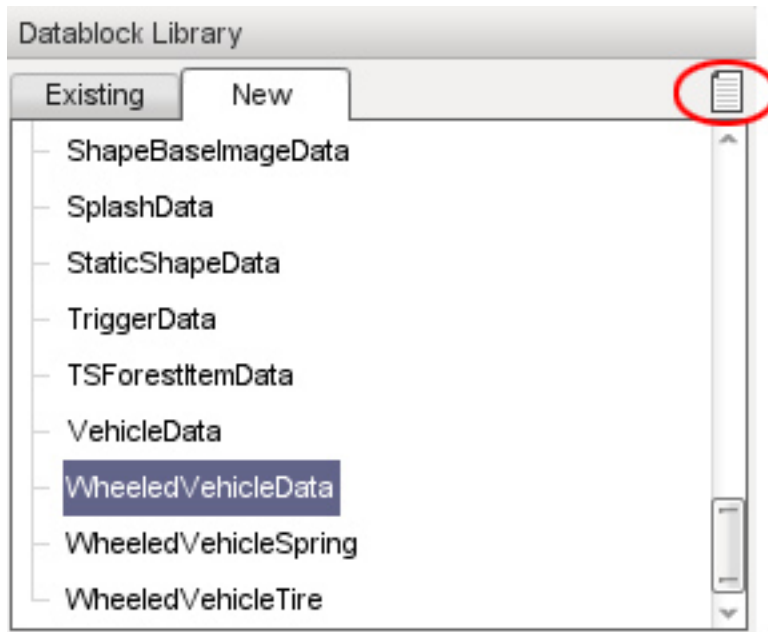 Datablock Library
Existing New
ShapeBaseImageData
SplashData
StaticShapeData
TriggerData
TSForestItemData
VehicleData
WheeledVehicleData
WheeledVehicleSpring
WheeledVehicleTire